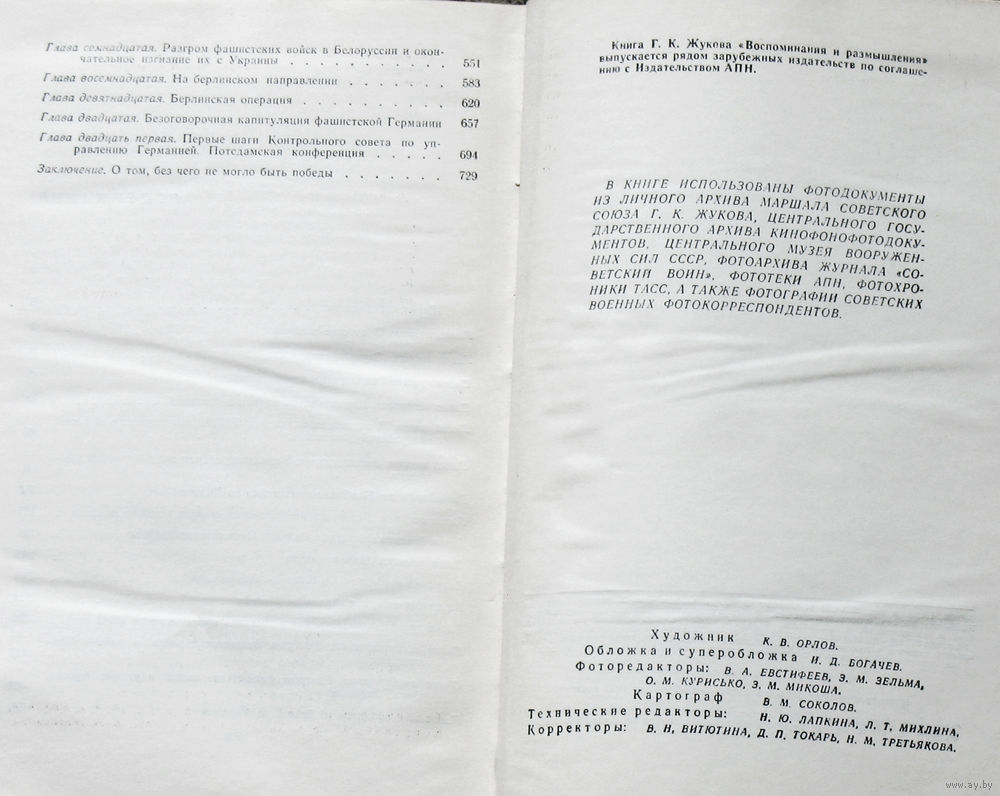 Глава семнадцатая. Разгром фашистских войск в Белоруссии и окон-
чательное изгнание их с Украины . . . . . . . . . . . 551
Глава восемнадцатая. На берлинском направлении . . . . . . . 583
Глава девятнадцатая. Берлинская операция . . . . . . . . . . 620
Глава двадцатая. Безоговорочная капитуляция фашистской Германии 657
Глава двадцать первая. Первые шаги Контрольного совета по уп-
равлению Германией. Потсдамская конференция . . . . . . 694
Заключение. О том, без чего не могло быть победы . . . . . . . 729
Книга Г. К. Жукова «Воспоминания и размышления»
выпускается рядом зарубежных издательств по соглаше-
нию с Издательством АПН.
В КНИГЕ ИСПОЛЬЗОВАНЫ ФОТОДОКУМЕНТЫ
ИЗ ЛИЧНОГО АРХИВА МАРШАЛА СОВЕТСКОГО
СОЮЗА Г. К. ЖУКОВА, ЦЕНТРАЛЬНОГО ГОСУ-
ДАРСТВЕННОГО АРХИВА КИНОФОНОФОТОДОКУ-
МЕНТОВ, ЦЕНТРАЛЬНОГО МУЗЕЯ ВООРУЖЕН-
НЫХ СИЛ СССР, ФОТОАРХИВА ЖУРНАЛА «СО-
ВЕТСКИЙ ВОИН», ФОТОТЕКИ АПН, ФОТОХРО-
НИКИ ТАСС, А ТАКЖЕ ФОТОГРАФИИ СОВЕТСКИХ
ВОЕННЫХ ФОТОКОРРЕСПОНДЕНТОВ.
Художник К. В. ОРЛОВ.
Обложка и суперобложка И. Д. БОГАЧЕВ.
Фоторедакторы: В. А. ЕВСТИФЕЕВ, Э. М. ЗЕЛЬМА,
О. М. КУРИСЬКО, Э. М. МИКОША.
Картограф В. М. СОКОЛОВ.
Технические редакторы: Н. Ю. ЛАПКИНА, Л. Т. МИХЛИНА,
Корректоры: В. Н. ВИТЮТИНА, Д. П. ТОКАРЬ, Н. М. ТРЕТЬЯКОВА.
www.ay.by